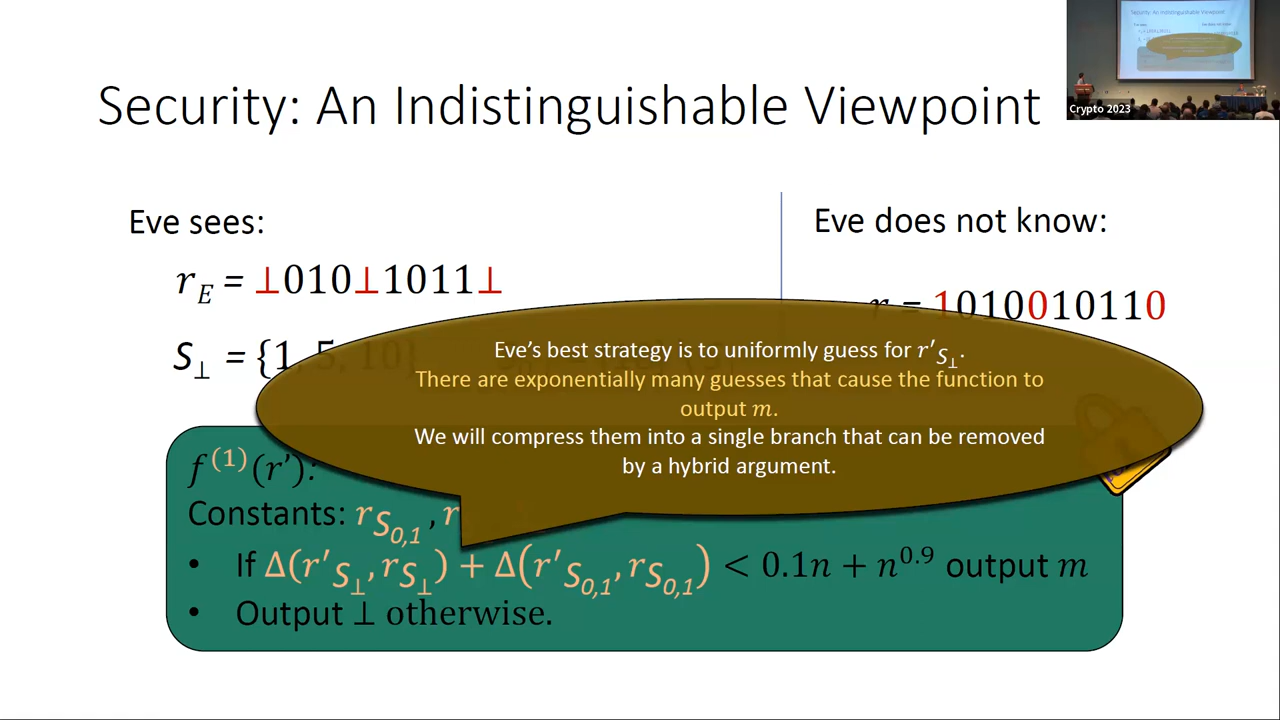 Security: An Indistinguishable Viewpoint
Crypto 2023
Eve sees:
r_E = ⊥010⊥1011⊥
S_⊥ = {1, 5, 10}
Eve does not know:
r = 1010010110
Eve's best strategy is to uniformly guess for r'_{S_⊥}.
There are exponentially many guesses that cause the function to
output m.
We will compress them into a single branch that can be removed
by a hybrid argument.
f^{(1)}(r'):
Constants: r_{S_{0,1}}, r
• If Δ(r'_{S_⊥}, r_{S_⊥}) + Δ(r'_{S_{0,1}}, r_{S_{0,1}}) < 0.1n + n^{0.9} output m
• Output ⊥ otherwise.